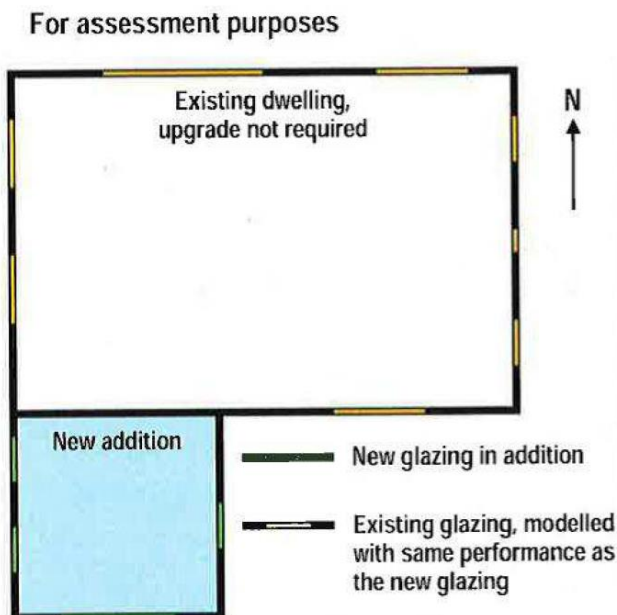 For assessment purposes
Existing dwelling,
upgrade not required
N
New addition
New glazing in addition
Existing glazing, modelled
with same performance as
the new glazing